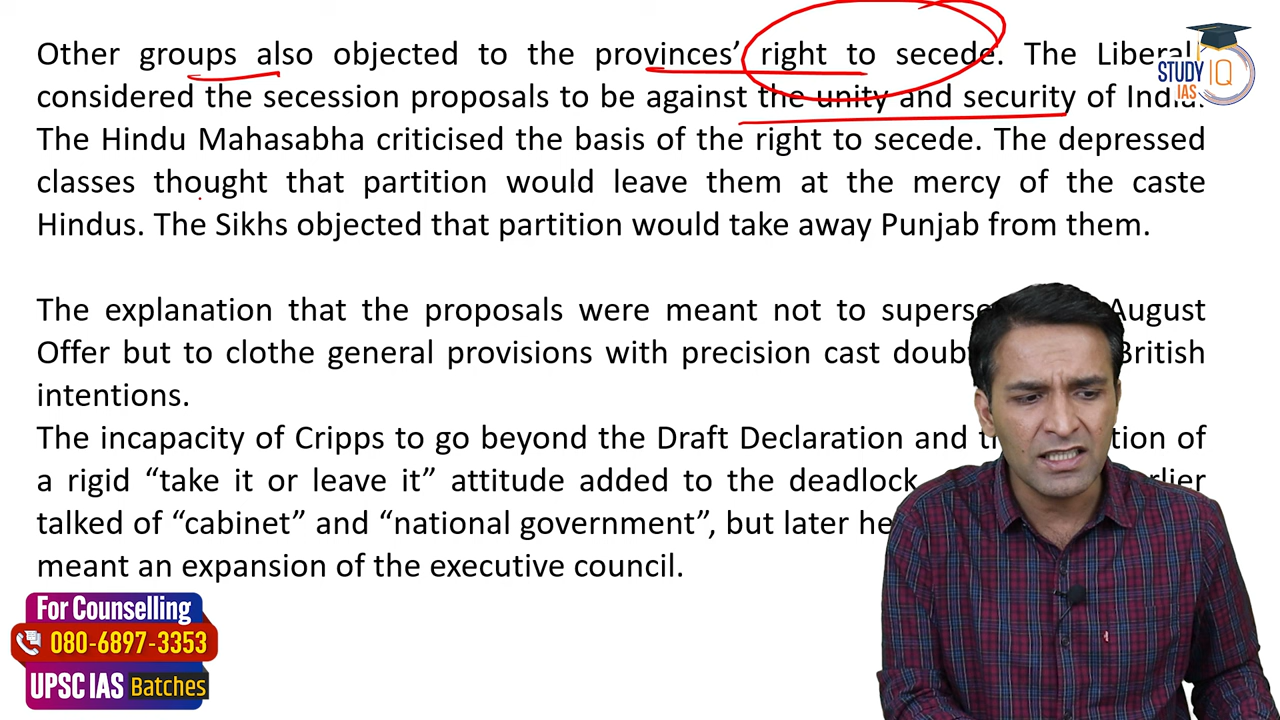 Other groups also objected to the provinces’ right to secede. The Liberals
considered the secession proposals to be against the unity and security of India.
The Hindu Mahasabha criticised the basis of the right to secede. The depressed
classes thought that partition would leave them at the mercy of the caste
Hindus. The Sikhs objected that partition would take away Punjab from them.
The explanation that the proposals were meant not to August
Offer but to clothe general provisions with precision cast British
intentions.
The incapacity of Cripps to go beyond the Draft Declaration and of
a rigid “take it or leave it” attitude added to the deadlock
talked of “cabinet” and “national government”, but later he
meant an expansion of the executive council.
STUDY IQ
IAS
For Counselling
080-6897-3353
UPSC IAS Batches